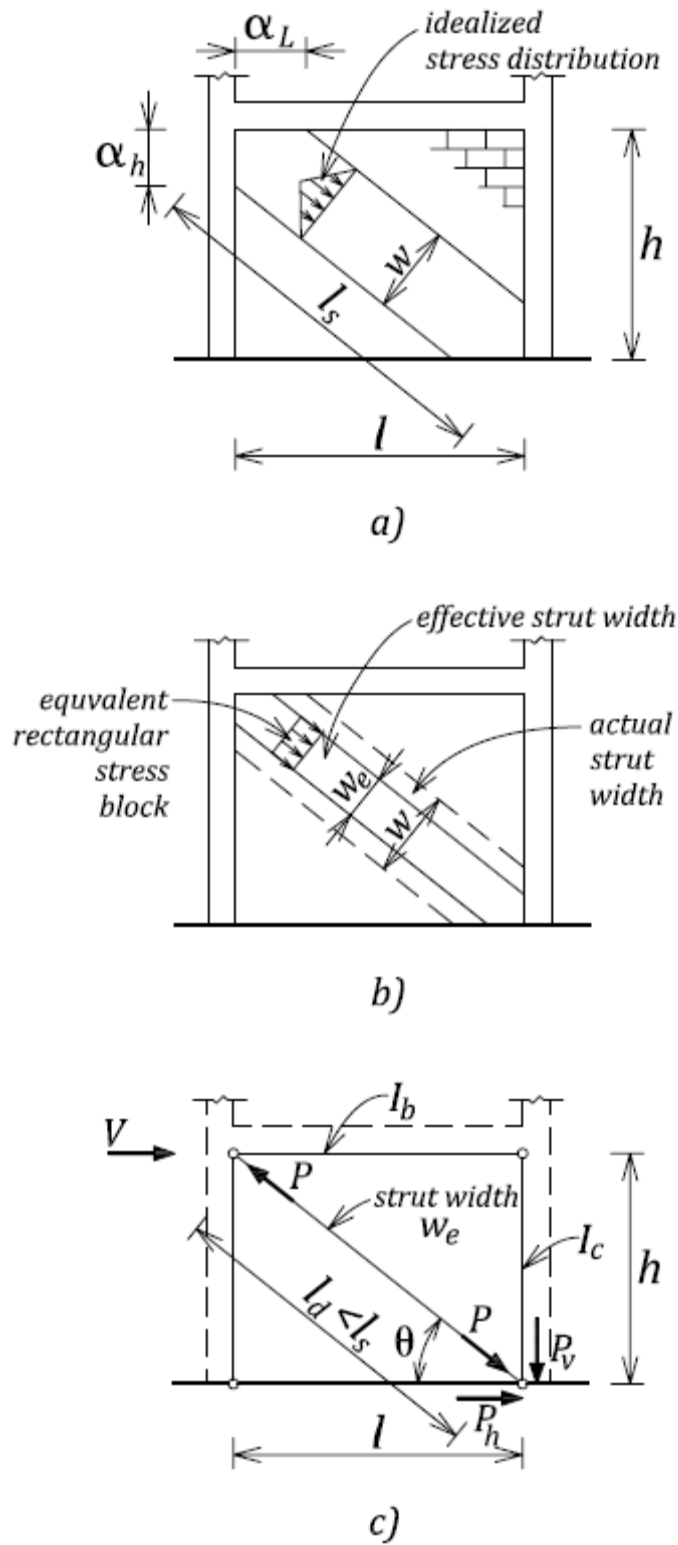 α_L
idealized
stress distribution
α_h
w
h
l_s
l
a)
effective strut width
equvalent
rectangular
stress
block
actual
strut
width
w_e
w
b)
I_b
V
P
strut width
w_e
I_c
h
l_d <l_s
θ
P
P_v
P_h
l
c)